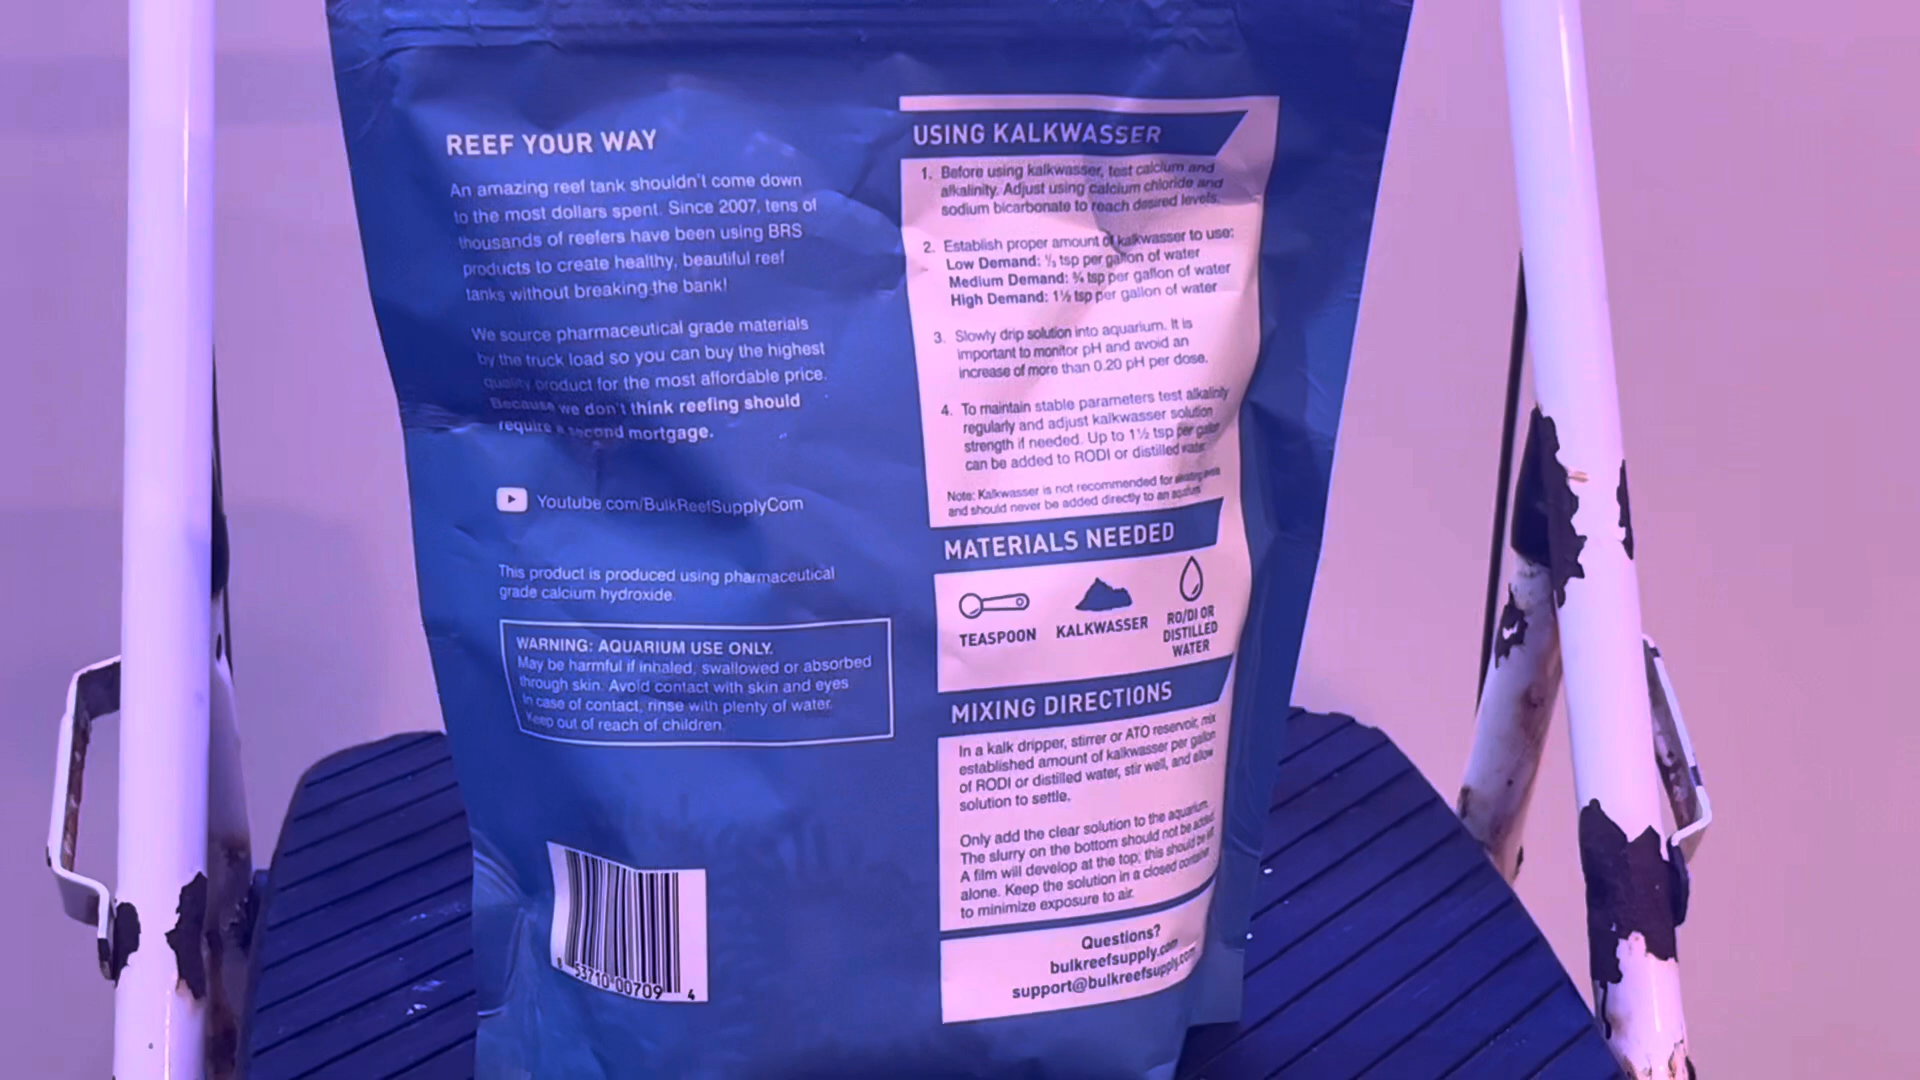 REEF YOUR WAY
An amazing reef tank shouldn't come down
to the most dollars spent. Since 2007, tens of
thousands of reefers have been using BRS
products to create healthy, beautiful reef
tanks without breaking the bank!
We source pharmaceutical grade materials
by the truck load so you can buy the highest
quality product for the most affordable price.
Because we don't think reefing should
require a second mortgage.
Youtube.com/BulkReefSupplyCom
This product is produced using pharmaceutical
grade calcium hydroxide.
WARNING: AQUARIUM USE ONLY.
May be harmful if inhaled, swallowed or absorbed
through skin. Avoid contact with skin and eyes
In case of contact, rinse with plenty of water.
Keep out of reach of children.
53710 00709 4
USING KALKWASSER
1. Before using kalkwasser, test calcium and
alkalinity. Adjust using calcium chloride and
sodium bicarbonate to reach desired levels.
2. Establish proper amount of kalkwasser to use:
Low Demand: ⅓ tsp per gallon of water
Medium Demand: ¾ tsp per gallon of water
High Demand: 1½ tsp per gallon of water
3. Slowly drip solution into aquarium. It is
important to monitor pH and avoid an
increase of more than 0.20 pH per dose.
4. To maintain stable parameters test alkalinity
regularly and adjust kalkwasser solution
strength if needed. Up to 1½ tsp per gallon
can be added to RODI or distilled water.
Note: Kalkwasser is not recommended for
and should never be added directly to an aquarium.
MATERIALS NEEDED
TEASPOON
KALKWASSER
RO/DI OR
DISTILLED
WATER
MIXING DIRECTIONS
In a kalk dripper, stirrer or ATO reservoir, mix
established amount of kalkwasser per gallon
of RODI or distilled water, stir well, and allow
solution to settle.
Only add the clear solution to the aquarium.
The slurry on the bottom should not be added.
A film will develop at the top; this should be left
alone. Keep the solution in a closed container
to minimize exposure to air.
Questions?
bulkreefsupply.com
support@bulkreefsupply.com